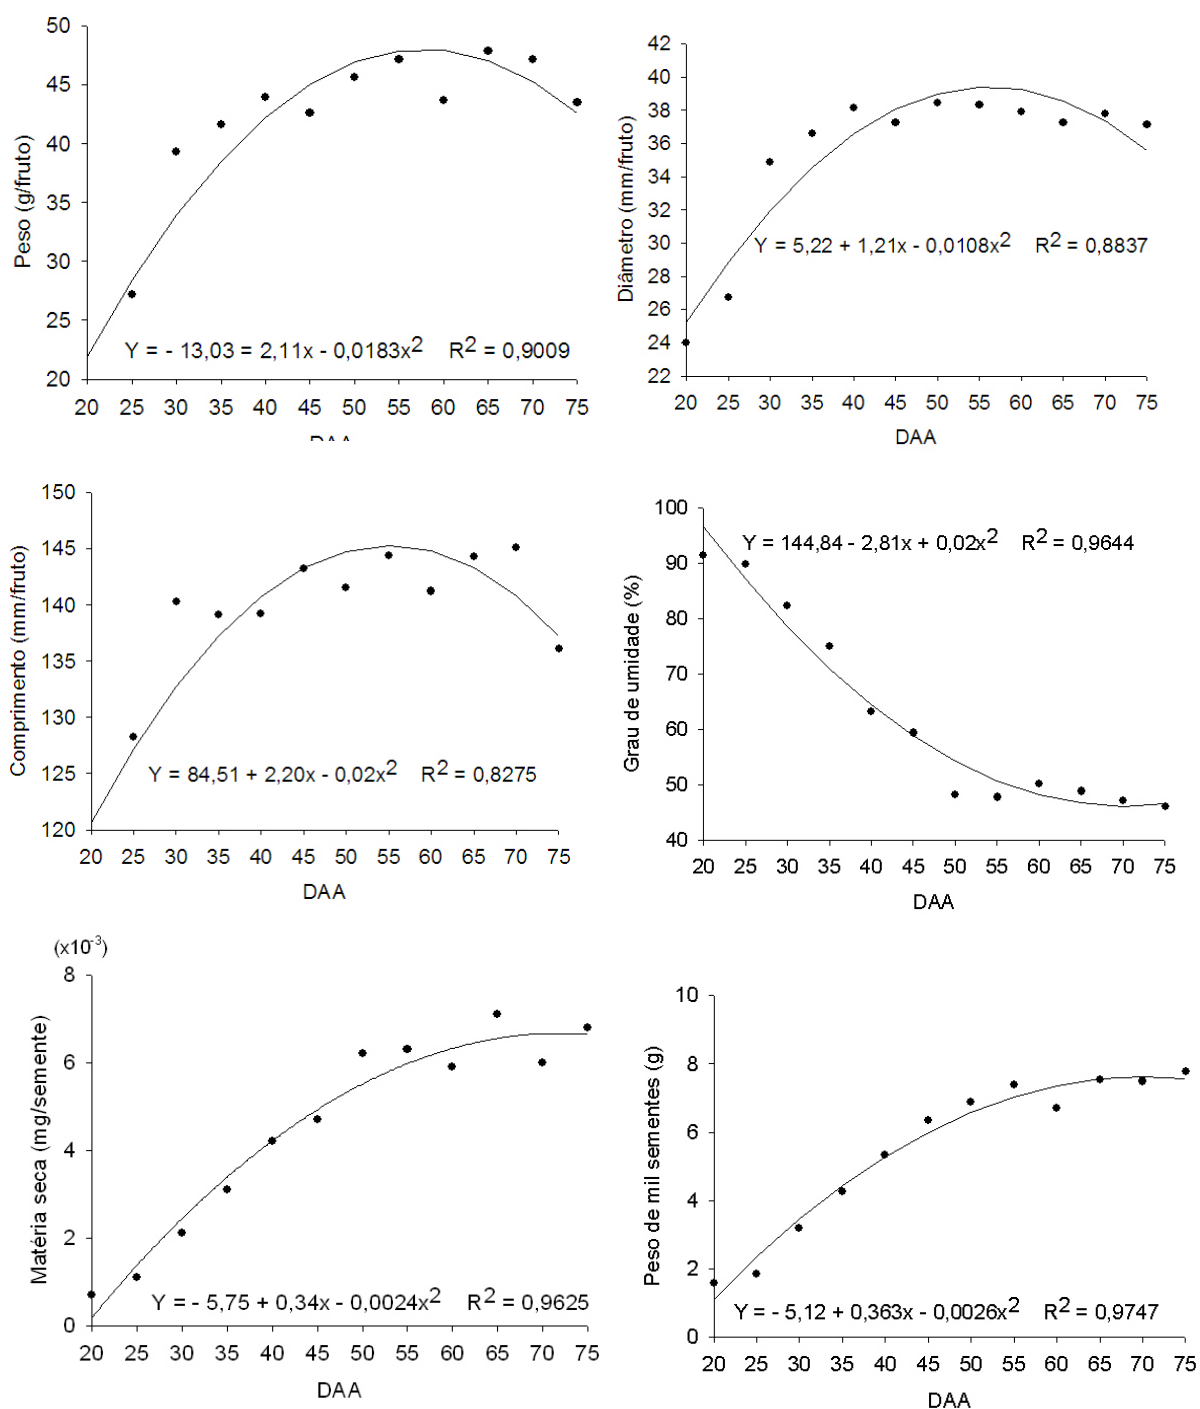 50
45
40
35
30
25
20
Peso (g/fruto)
Y = - 13,03 = 2,11x - 0,0183x² R² = 0,9009
20 25 30 35 40 45 50 55 60 65 70 75
DAA
42
40
38
36
34
32
30
28
26
24
22
Diâmetro (mm/fruto)
Y = 5,22 + 1,21x - 0,0108x² R² = 0,8837
20 25 30 35 40 45 50 55 60 65 70 75
DAA
150
145
140
135
130
125
120
Comprimento (mm/fruto)
Y = 84,51 + 2,20x - 0,02x² R² = 0,8275
20 25 30 35 40 45 50 55 60 65 70 75
DAA
100
90
80
70
60
50
40
Grau de umidade (%)
Y = 144,84 - 2,81x + 0,02x² R² = 0,9644
20 25 30 35 40 45 50 55 60 65 70 75
DAA
(x10⁻³)
8
6
4
2
0
Matéria seca (mg/semente)
Y = - 5,75 + 0,34x - 0,0024x² R² = 0,9625
20 25 30 35 40 45 50 55 60 65 70 75
DAA
10
8
6
4
2
0
Peso de mil sementes (g)
Y = - 5,12 + 0,363x - 0,0026x² R² = 0,9747
20 25 30 35 40 45 50 55 60 65 70 75
DAA